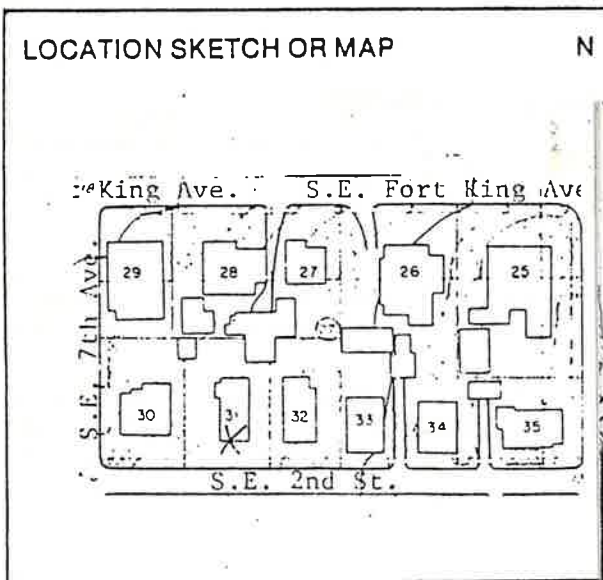 LOCATION SKETCH OR MAP N
King Ave. S.E. Fort King Ave
29 28 27 26 25
S.E. 7th Ave.
30 31 32 33 34 35
S.E. 2nd St.